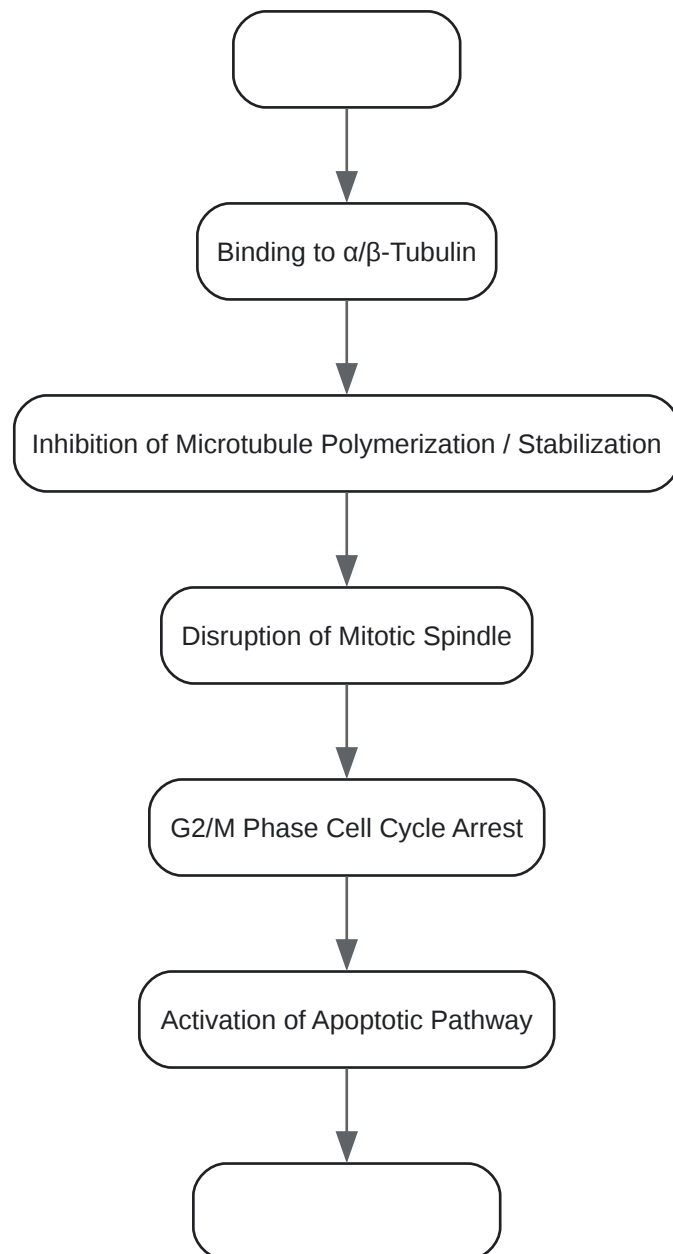 Binding to α/β-Tubulin
Inhibition of Microtubule Polymerization / Stabilization
Disruption of Mitotic Spindle
G2/M Phase Cell Cycle Arrest
Activation of Apoptotic Pathway